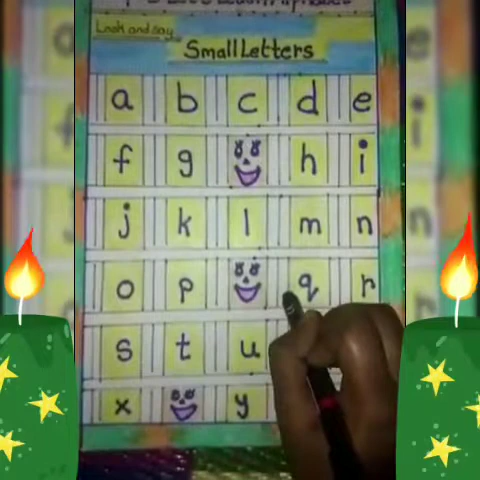 Look and Say
Small Letters
a b c d e
f g h i
j k l m n
o p q r
s t u
x y